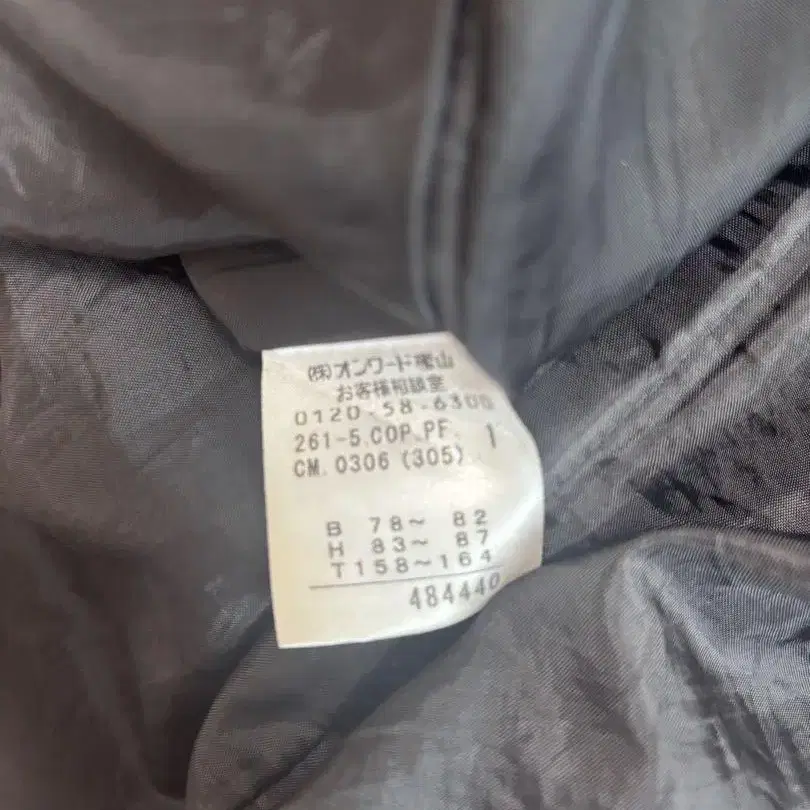 (株)オンワード樫山
お客様相談室
0120-58-6300
261-5.COP.PF. 1
CM. 0306 (305)
B 78~ 82
H 83~ 87
T158~164
484440